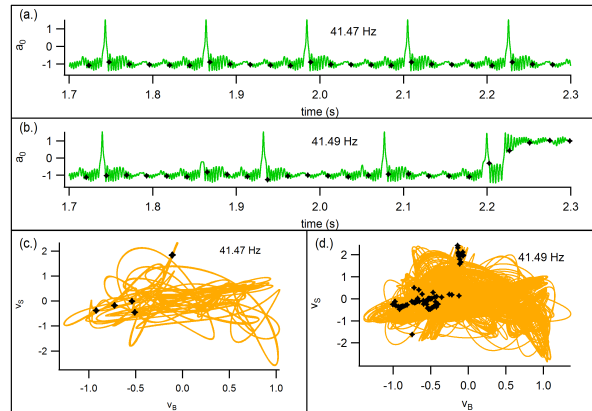 (a.)
41.47 Hz
a0
1
0
-1
1.7 1.8 1.9 2.0 2.1 2.2 2.3
time (s)
(b.)
41.49 Hz
a0
1
0
-1
1.7 1.8 1.9 2.0 2.1 2.2 2.3
time (s)
(c.)
41.47 Hz
vS
2
1
0
-1
-2
-1.0 -0.5 0.0 0.5 1.0
vB
(d.)
41.49 Hz
vS
2
1
0
-1
-2
-1.0 -0.5 0.0 0.5 1.0
vB